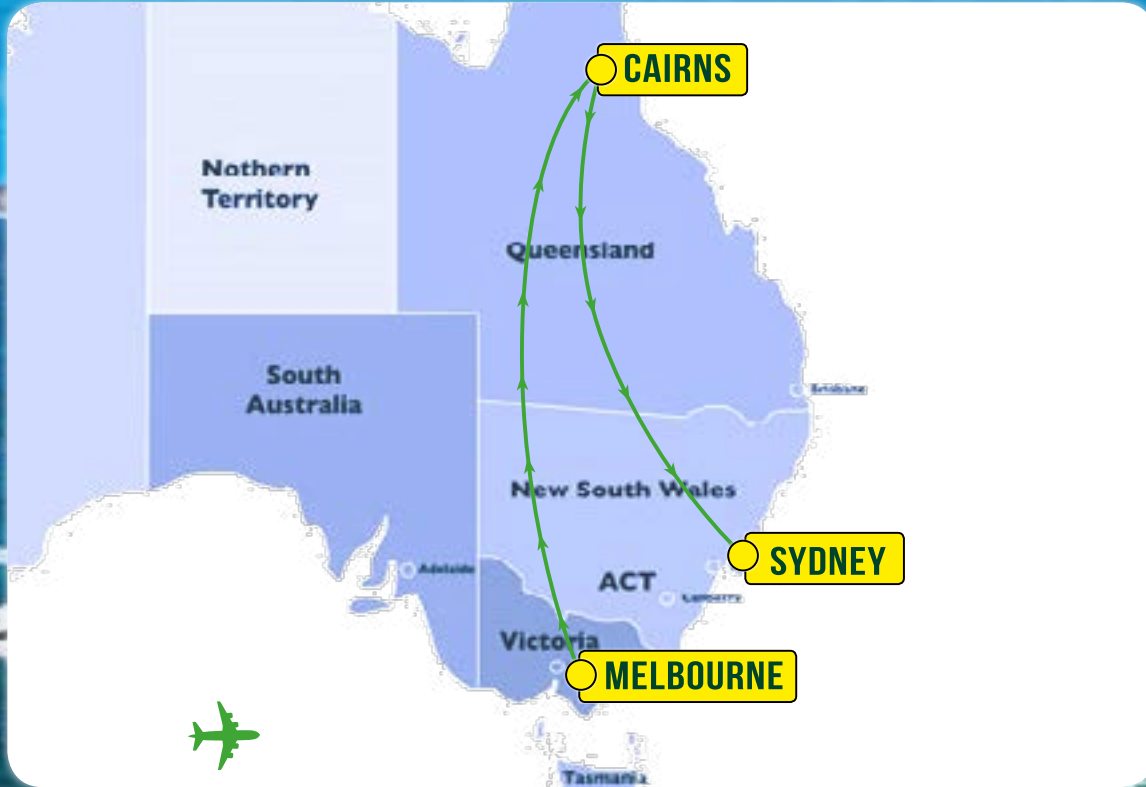 CAIRNS
Nothern
Territory
Queensland
South
Australia
Brisbane
New South Wales
SYDNEY
Adelaide
ACT
Canberra
Victoria
MELBOURNE
Tasmania